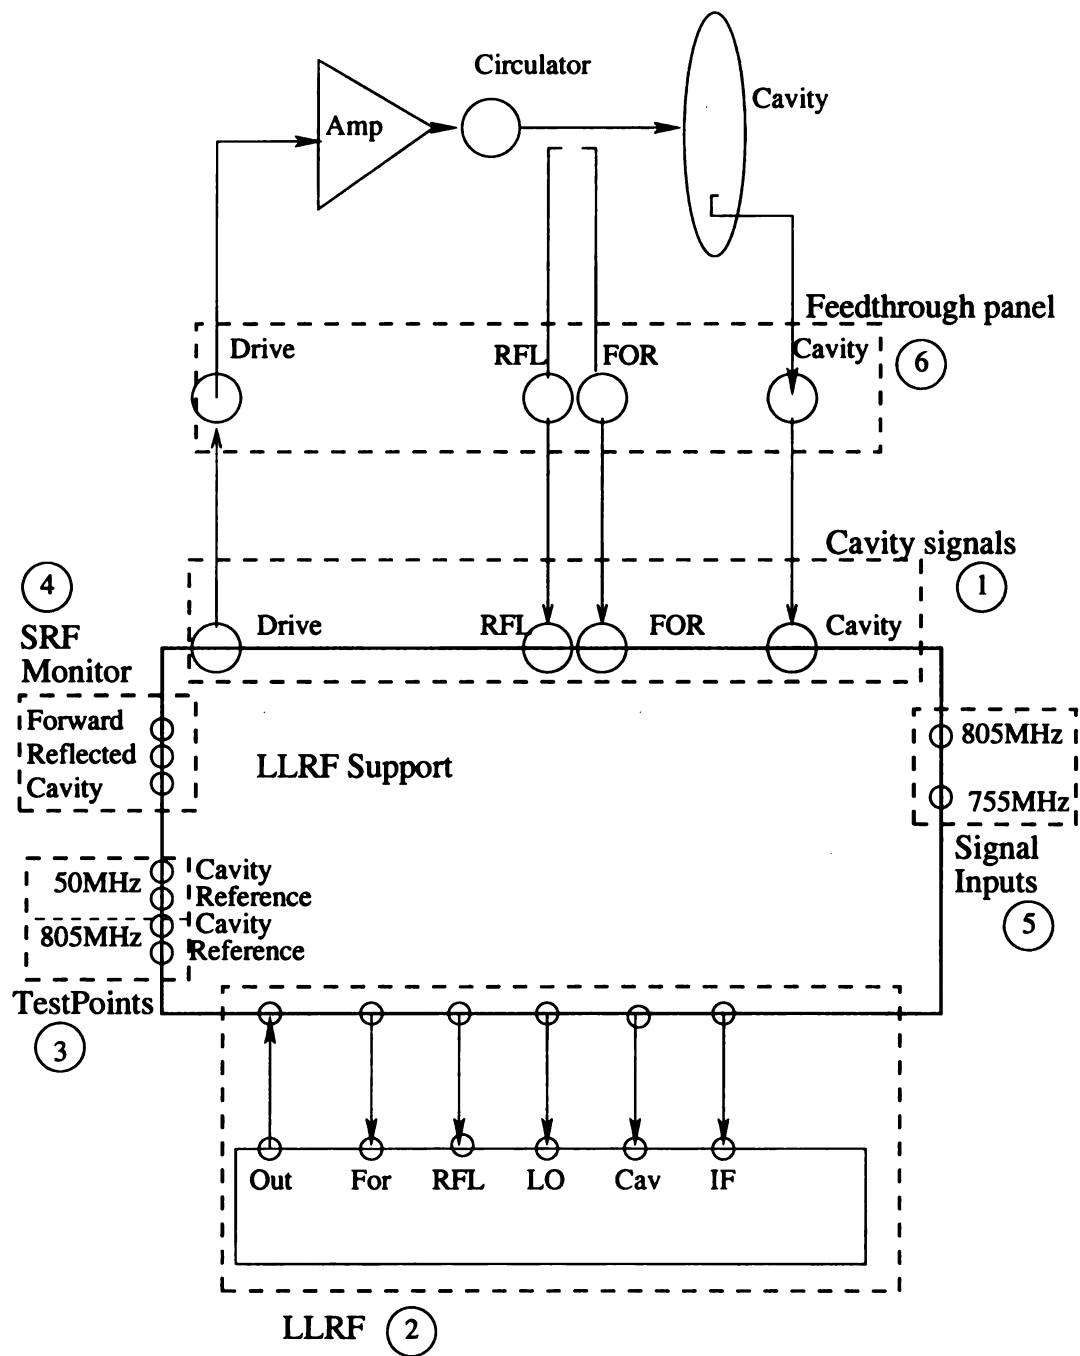 Circulator
Amp
Cavity
Feedthrough panel
Drive
RFL
FOR
Cavity
6
Cavity signals
1
4
SRF
Monitor
Drive
RFL
FOR
Cavity
Forward
Reflected
Cavity
LLRF Support
805MHz
755MHz
Signal
Inputs
5
50MHz
Cavity
Reference
805MHz
Cavity
Reference
TestPoints
3
Out
For
RFL
LO
Cav
IF
LLRF
2